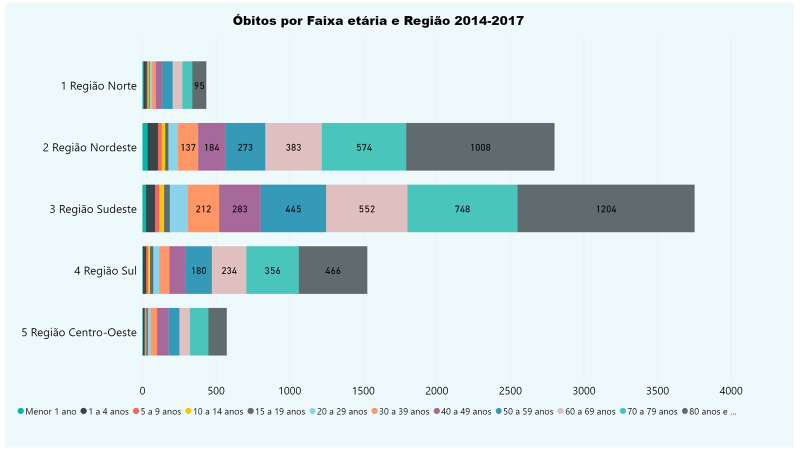 Óbitos por Faixa etária e Região 2014-2017
1 Região Norte
95
2 Região Nordeste
137 184 273 383 574 1008
3 Região Sudeste
212 283 445 552 748 1204
4 Região Sul
180 234 356 466
5 Região Centro-Oeste
0 500 1000 1500 2000 2500 3000 3500 4000
Menor 1 ano 1 a 4 anos 5 a 9 anos 10 a 14 anos 15 a 19 anos 20 a 29 anos 30 a 39 anos 40 a 49 anos 50 a 59 anos 60 a 69 anos 70 a 79 anos 80 anos e ...